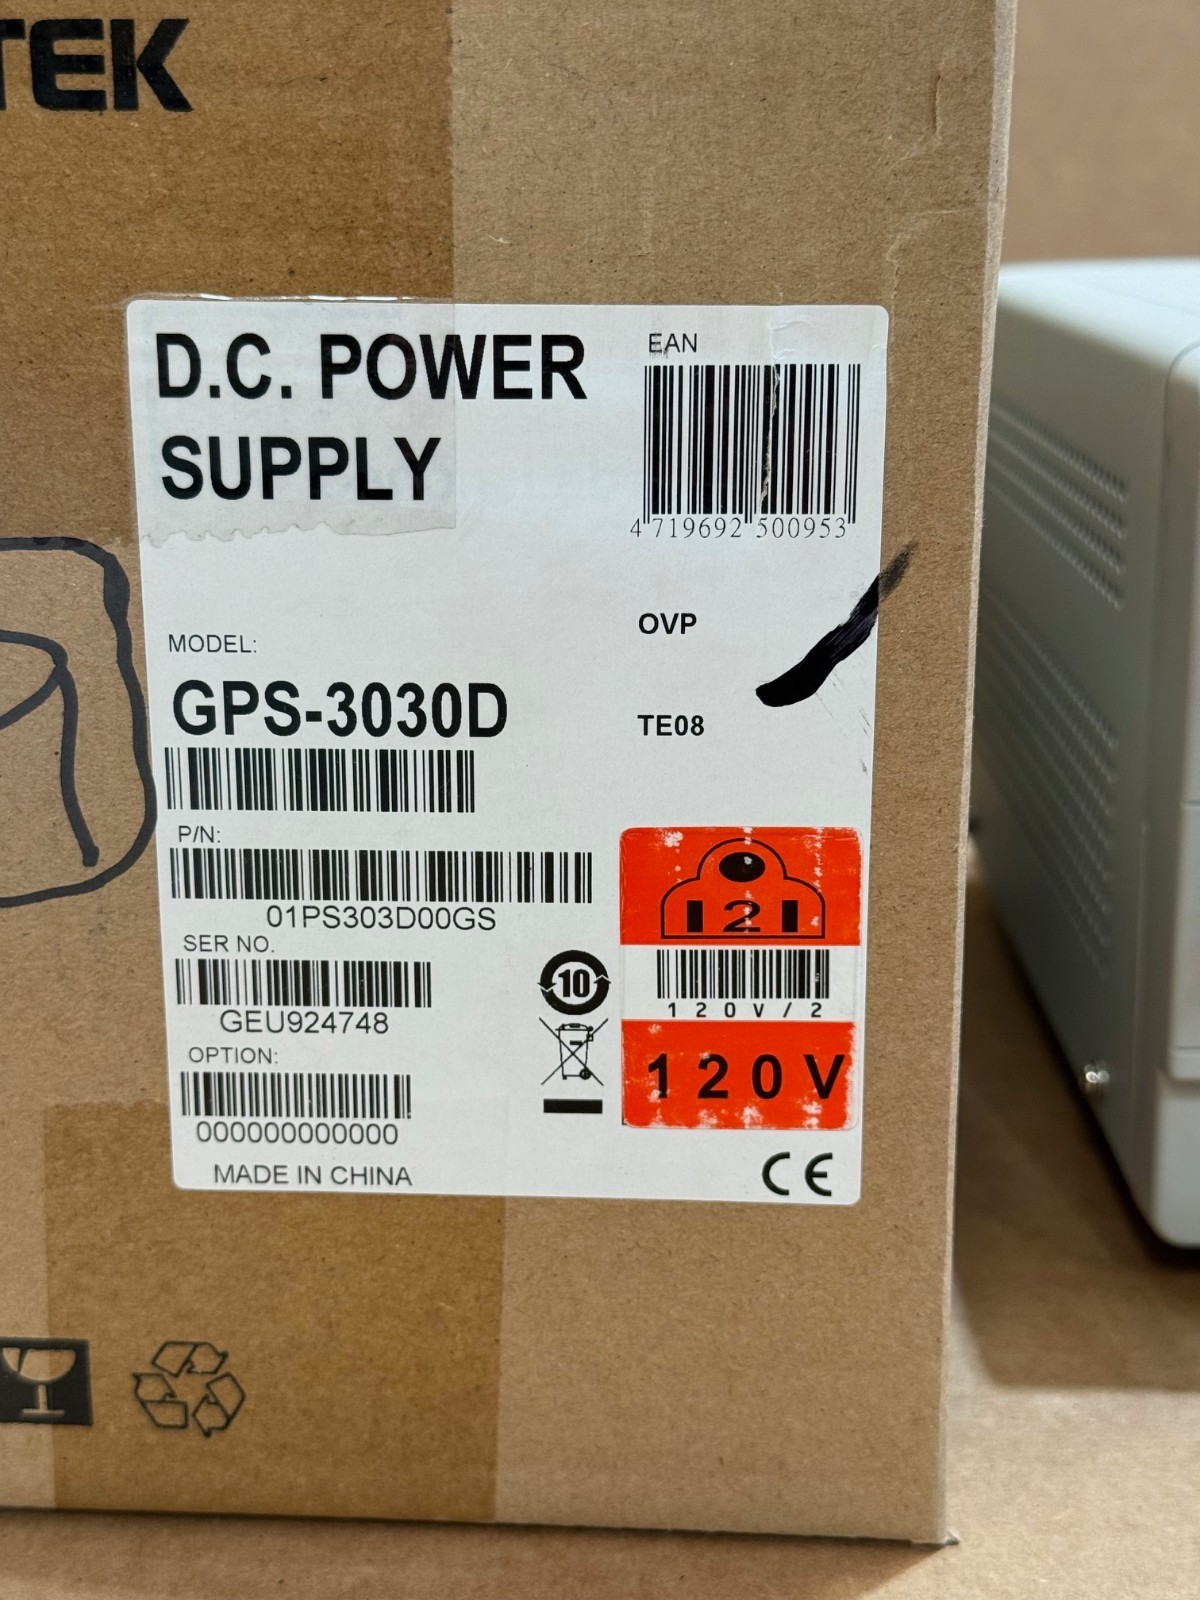 TEK
D.C. POWER
SUPPLY
EAN
4 719692 500953
OVP
MODEL:
GPS-3030D
TE08
P/N:
01PS303D00GS
SER NO.
GEU924748
OPTION:
000000000000
MADE IN CHINA
10
121
120V/2
120V
CE